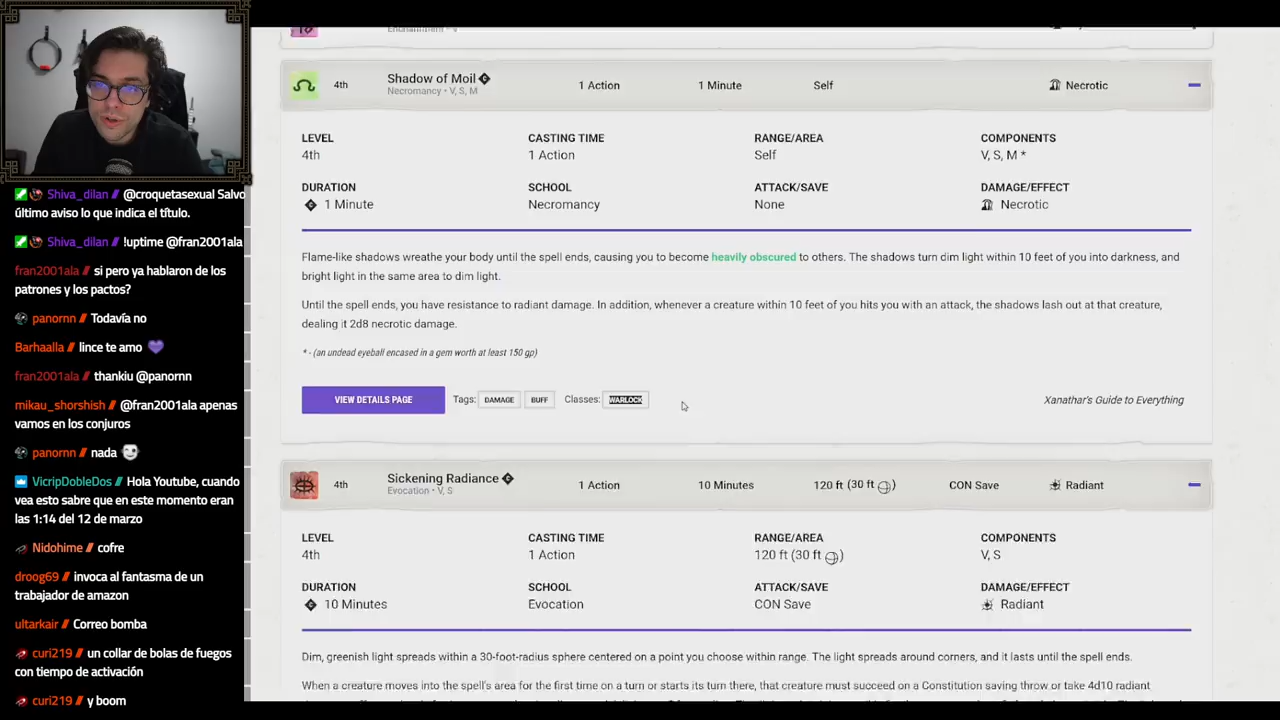 Shiva_dilan // @croquetasexual Salvo
último aviso lo que indica el título.
Shiva_dilan // !uptime @fran2001ala
fran2001ala // si pero ya hablaron de los
patrones y los pactos?
panornn // Todavía no
Barhaalla // lince te amo
fran2001ala // thankiu @panornn
mikau_shorshish // @fran2001ala apenas
vamos en los conjuros
panornn // nada
VicripDobleDos // Hola Youtube, cuando
vea esto sabre que en este momento eran
las 1:14 del 12 de marzo
Nidohime // cofre
droog69 // invoca al fantasma de un
trabajador de amazon
ultarkair // Correo bomba
curi219 // un collar de bolas de fuegos
con tiempo de activación
curi219 // y boom
4th Shadow of Moil 1 Action 1 Minute Self Necrotic
Necromancy • V, S, M
LEVEL CASTING TIME RANGE/AREA COMPONENTS
4th 1 Action Self V, S, M *
DURATION SCHOOL ATTACK/SAVE DAMAGE/EFFECT
1 Minute Necromancy None Necrotic
Flame-like shadows wreathe your body until the spell ends, causing you to become heavily obscured to others. The shadows turn dim light within 10 feet of you into darkness, and
bright light in the same area to dim light.
Until the spell ends, you have resistance to radiant damage. In addition, whenever a creature within 10 feet of you hits you with an attack, the shadows lash out at that creature,
dealing it 2d8 necrotic damage.
* - (an undead eyeball encased in a gem worth at least 150 gp)
VIEW DETAILS PAGE Tags: DAMAGE BUFF Classes: WARLOCK Xanathar's Guide to Everything
4th Sickening Radiance 1 Action 10 Minutes 120 ft (30 ft ) CON Save Radiant
Evocation • V, S
LEVEL CASTING TIME RANGE/AREA COMPONENTS
4th 1 Action 120 ft (30 ft ) V, S
DURATION SCHOOL ATTACK/SAVE DAMAGE/EFFECT
10 Minutes Evocation CON Save Radiant
Dim, greenish light spreads within a 30-foot-radius sphere centered on a point you choose within range. The light spreads around corners, and it lasts until the spell ends.
When a creature moves into the spell's area for the first time on a turn or starts its turn there, that creature must succeed on a Constitution saving throw or take 4d10 radiant